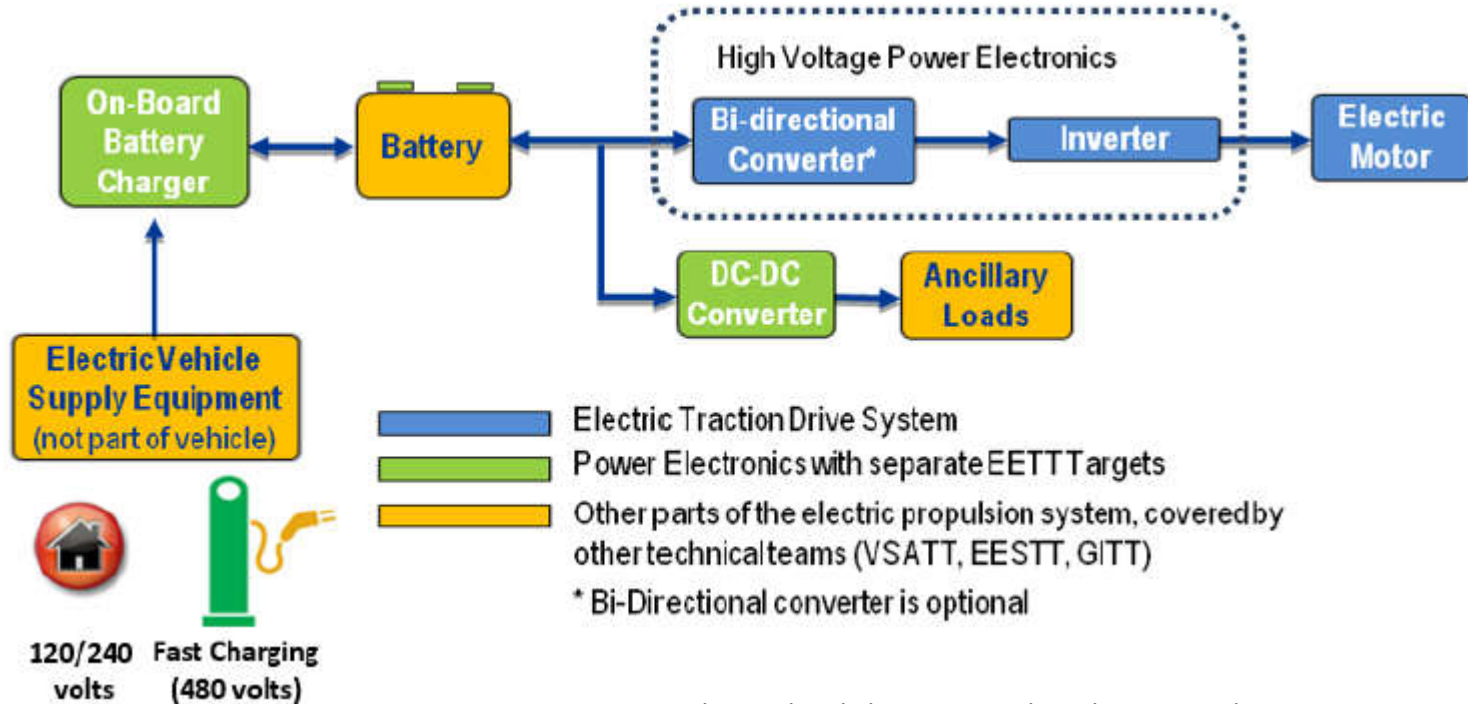 High Voltage Power Electronics
On-Board
Battery
Charger
Battery
Bi-directional
Converter*
Inverter
Electric
Motor
DC-DC
Converter
Ancillary
Loads
Electric Vehicle
Supply Equipment
(not part of vehicle)
Electric Traction Drive System
Power Electronics with separate EETT Targets
Other parts of the electric propulsion system, covered by
other technical teams (VSATT, EESTT, GITT)
* Bi-Directional converter is optional
120/240
volts
Fast Charging
(480 volts)